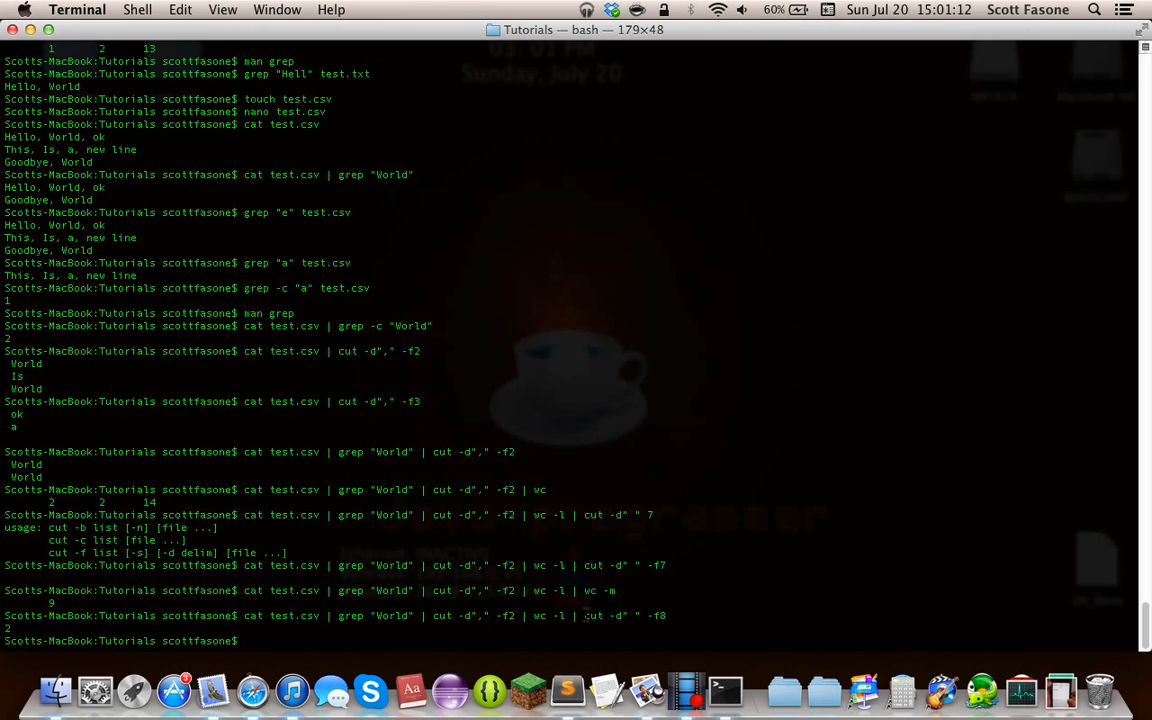 Terminal Shell Edit View Window Help 60% Sun Jul 20 15:01:12 Scott Fasone
Tutorials — bash — 179×48
1 2 13
Scotts-MacBook:Tutorials scottfasone$ man grep
Scotts-MacBook:Tutorials scottfasone$ grep "Hell" test.txt
Hello, World
Scotts-MacBook:Tutorials scottfasone$ touch test.csv
Scotts-MacBook:Tutorials scottfasone$ nano test.csv
Scotts-MacBook:Tutorials scottfasone$ cat test.csv
Hello, World, ok
This, Is, a, new line
Goodbye, World
Scotts-MacBook:Tutorials scottfasone$ cat test.csv | grep "World"
Hello, World, ok
Goodbye, World
Scotts-MacBook:Tutorials scottfasone$ grep "e" test.csv
Hello, World, ok
This, Is, a, new line
Goodbye, World
Scotts-MacBook:Tutorials scottfasone$ grep "a" test.csv
This, Is, a, new line
Scotts-MacBook:Tutorials scottfasone$ grep -c "a" test.csv
1
Scotts-MacBook:Tutorials scottfasone$ man grep
Scotts-MacBook:Tutorials scottfasone$ cat test.csv | grep -c "World"
2
Scotts-MacBook:Tutorials scottfasone$ cat test.csv | cut -d"," -f2
World
Is
World
Scotts-MacBook:Tutorials scottfasone$ cat test.csv | cut -d"," -f3
ok
a
Scotts-MacBook:Tutorials scottfasone$ cat test.csv | grep "World" | cut -d"," -f2
World
World
Scotts-MacBook:Tutorials scottfasone$ cat test.csv | grep "World" | cut -d"," -f2 | wc
2 2 14
Scotts-MacBook:Tutorials scottfasone$ cat test.csv | grep "World" | cut -d"," -f2 | wc -l | cut -d" " 7
usage: cut -b list [-n] [file ...]
cut -c list [file ...]
cut -f list [-s] [-d delim] [file ...]
Scotts-MacBook:Tutorials scottfasone$ cat test.csv | grep "World" | cut -d"," -f2 | wc -l | cut -d" " -f7
Scotts-MacBook:Tutorials scottfasone$ cat test.csv | grep "World" | cut -d"," -f2 | wc -l | wc -m
9
Scotts-MacBook:Tutorials scottfasone$ cat test.csv | grep "World" | cut -d"," -f2 | wc -l | cut -d" " -f8
2
Scotts-MacBook:Tutorials scottfasone$
03. 01 PM
Sunday, July 20
3
Aa